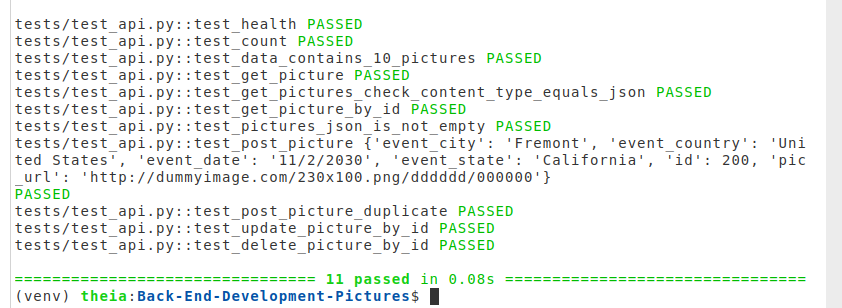 tests/test_api.py::test_health PASSED
tests/test_api.py::test_count PASSED
tests/test_api.py::test_data_contains_10_pictures PASSED
tests/test_api.py::test_get_picture PASSED
tests/test_api.py::test_get_pictures_check_content_type_equals_json PASSED
tests/test_api.py::test_get_picture_by_id PASSED
tests/test_api.py::test_pictures_json_is_not_empty PASSED
tests/test_api.py::test_post_picture {'event_city': 'Fremont', 'event_country': 'Uni
ted States', 'event_date': '11/2/2030', 'event_state': 'California', 'id': 200, 'pic
_url': 'http://dummyimage.com/230x100.png/dddddd/000000'}
PASSED
tests/test_api.py::test_post_picture_duplicate PASSED
tests/test_api.py::test_update_picture_by_id PASSED
tests/test_api.py::test_delete_picture_by_id PASSED
================================ 11 passed in 0.08s ================================
(venv) theia:Back-End-Development-Pictures$